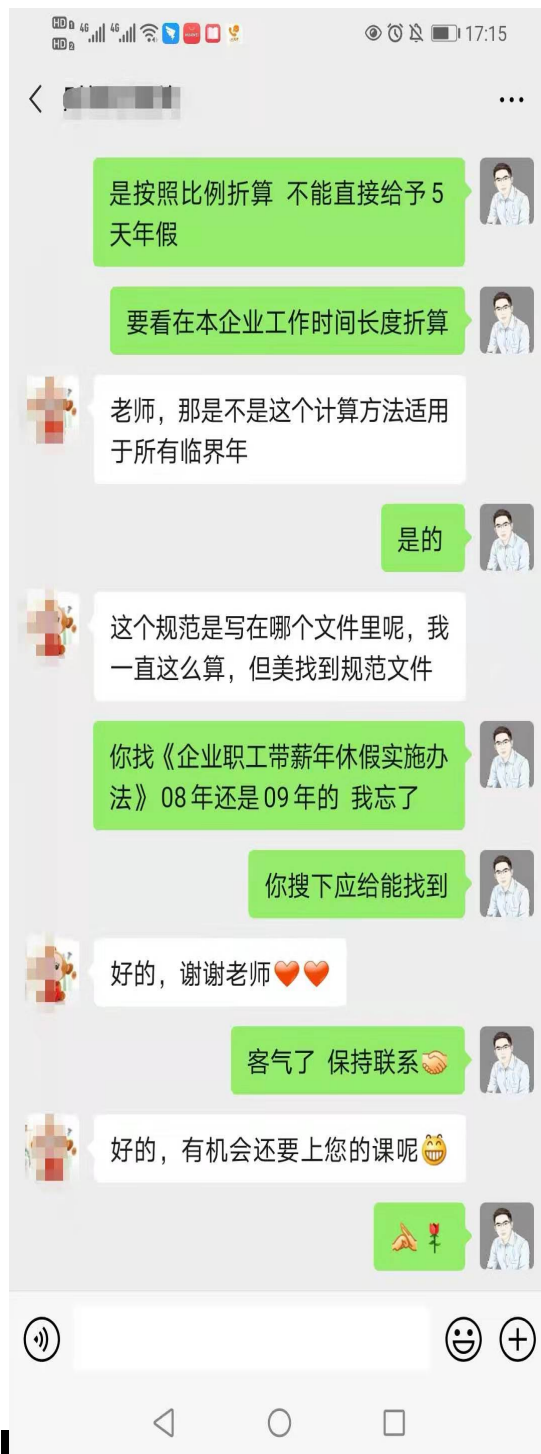 HD 1 4G 4G
HD 2
17:15
是按照比例折算 不能直接给予5
天年假
要看在本企业工作时间长度折算
老师，那是不是这个计算方法适用
于所有临界年
是的
这个规范是写在哪个文件里呢，我
一直这么算，但美找到规范文件
你找《企业职工带薪年休假实施办
法》08年还是09年的 我忘了
你搜下应给能找到
好的，谢谢老师❤️❤️
客气了 保持联系🤝
好的，有机会还要上您的课呢😁
🙏🌹